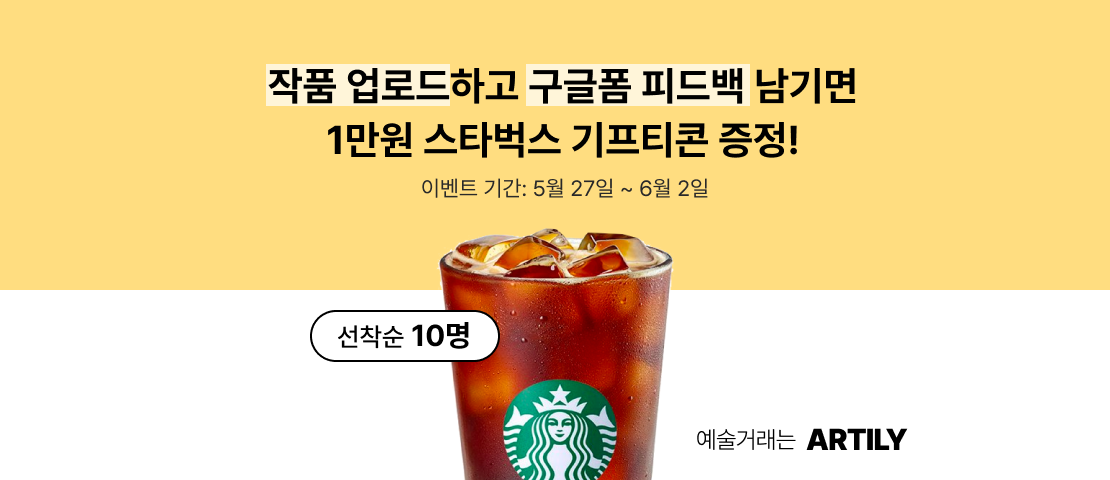 작품 업로드하고 구글폼 피드백 남기면
1만원 스타벅스 기프티콘 증정!
이벤트 기간: 5월 27일 ~ 6월 2일
선착순 10명
예술거래는 ARTILY